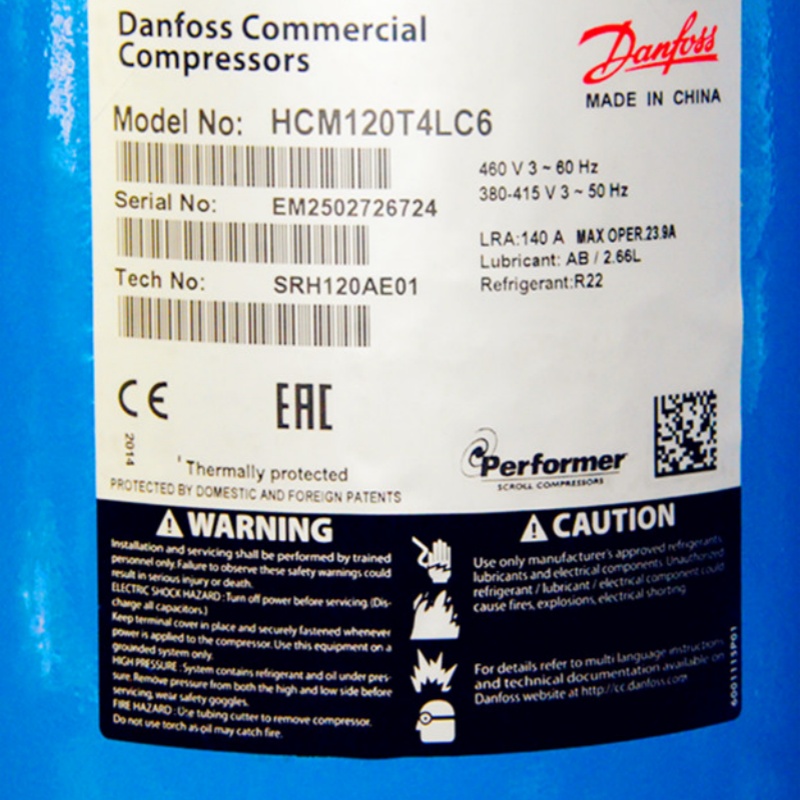 Danfoss Commercial
Compressors
Danfoss
MADE IN CHINA
Model No: HCM120T4LC6
460 V 3 ~ 60 Hz
380-415 V 3 ~ 50 Hz
Serial No: EM2502726724
LRA:140 A MAX OPER.23.9A
Lubricant: AB / 2.66L
Refrigerant:R22
Tech No: SRH120AE01
CE
EAC
2014
Thermally protected
PROTECTED BY DOMESTIC AND FOREIGN PATENTS
Performer
SCROLL COMPRESSORS
WARNING
Installation and servicing shall be performed by trained
personnel only. Failure to observe these safety warnings could
result in serious injury or death.
ELECTRIC SHOCK HAZARD : Turn off power before servicing (Dis-
charge all capacitors.)
Keep terminal cover in place and securely fastened whenever
power is applied to the compressor. Use this equipment on a
grounded system only.
HIGH PRESSURE : System contains refrigerant and oil under pres-
sure. Remove pressure from both the high and low side before
servicing, wear safety goggles.
FIRE HAZARD : Use tubing cutter to remove compressor.
Do not use torch as oil may catch fire.
CAUTION
Use only manufacturer's approved refrigerants,
lubricants and electrical components. Unauthorized
refrigerant / lubricant / electrical component could
cause fires, explosions, electrical shorting
For details refer to multi language instructions
and technical documentation available on
Danfoss website at http://cc.danfoss.com